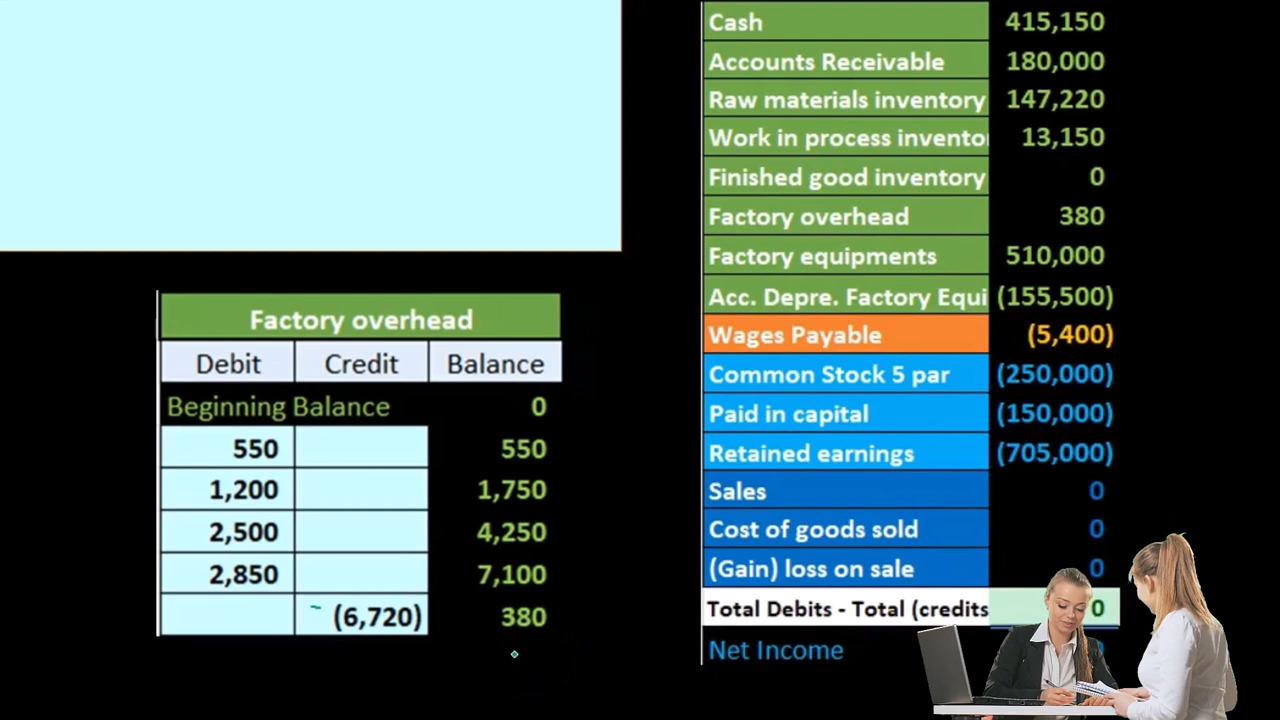 Cash 415,150
Accounts Receivable 180,000
Raw materials inventory 147,220
Work in process invento 13,150
Finished good inventory 0
Factory overhead 380
Factory equipments 510,000
Acc. Depre. Factory Equi (155,500)
Wages Payable (5,400)
Common Stock 5 par (250,000)
Paid in capital (150,000)
Retained earnings (705,000)
Sales 0
Cost of goods sold 0
(Gain) loss on sale 0
Total Debits - Total (credits 0
Net Income
Factory overhead
Debit Credit Balance
Beginning Balance 0
550 550
1,200 1,750
2,500 4,250
2,850 7,100
(6,720) 380